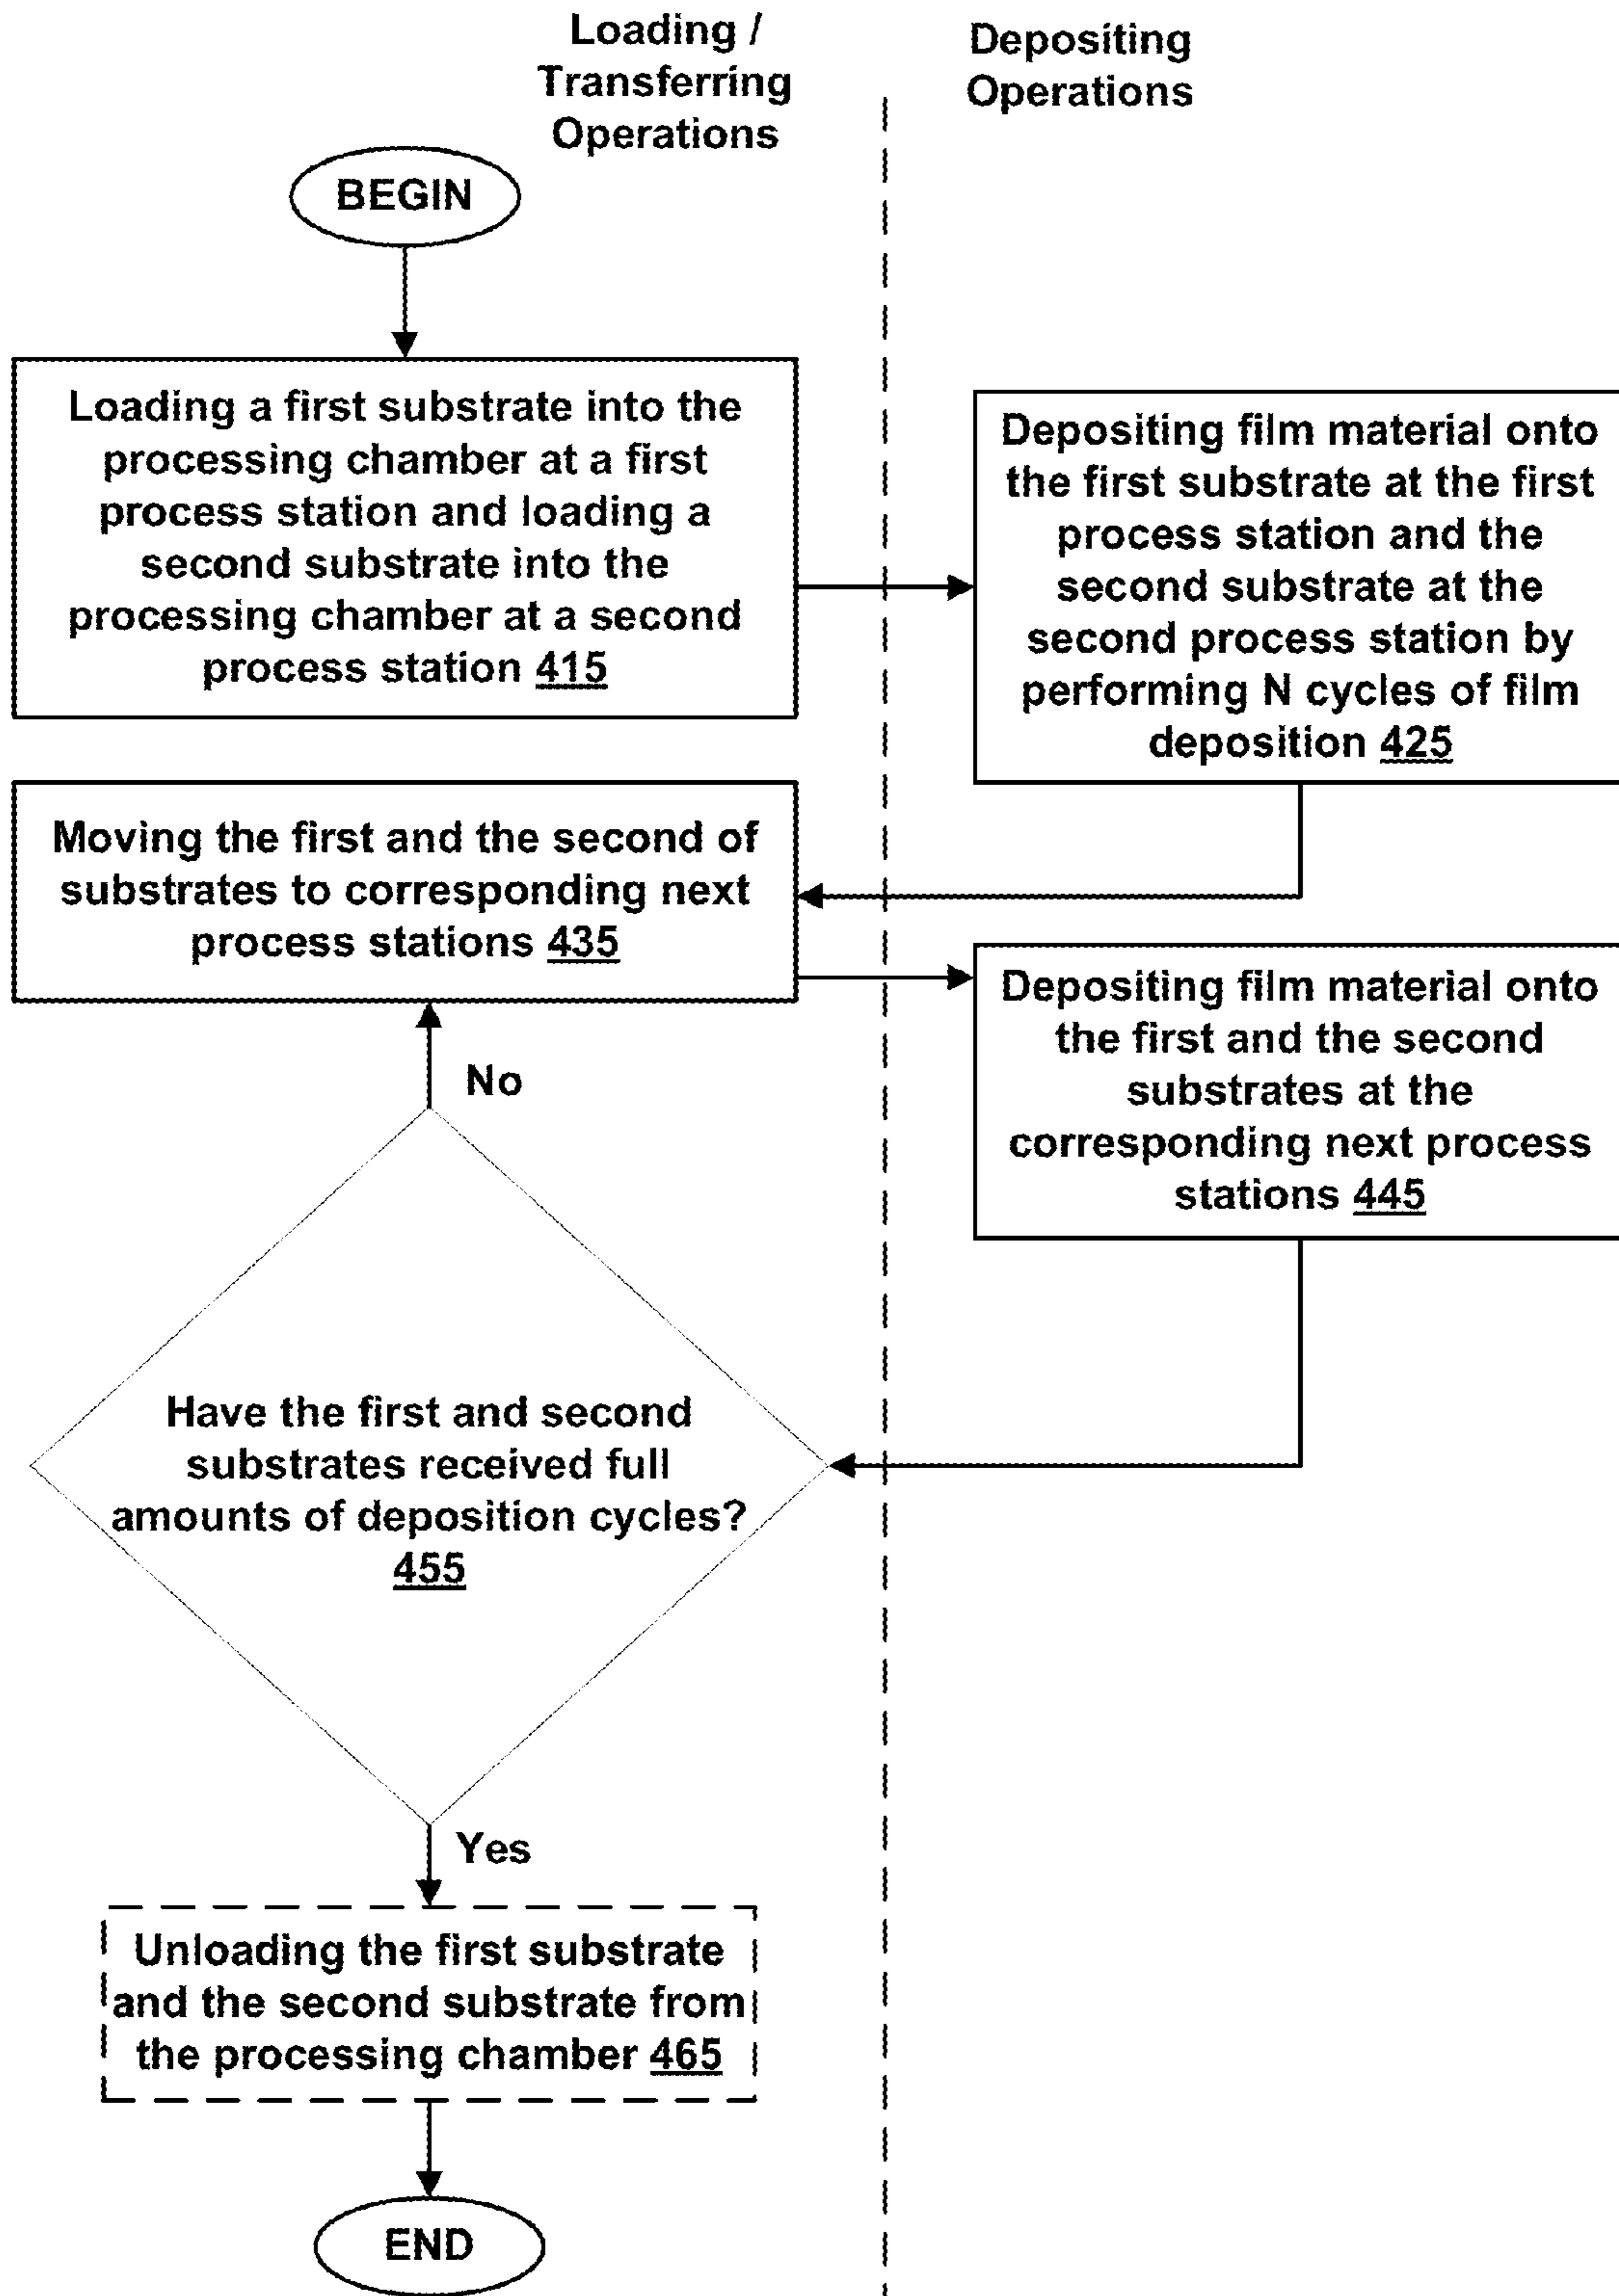 Loading /
Transferring
Operations
Depositing
Operations
BEGIN
Loading a first substrate into the
processing chamber at a first
process station and loading a
second substrate into the
processing chamber at a second
process station 415
Depositing film material onto
the first substrate at the first
process station and the
second substrate at the
second process station by
performing N cycles of film
deposition 425
Moving the first and the second of
substrates to corresponding next
process stations 435
Depositing film material onto
the first and the second
substrates at the
corresponding next process
stations 445
No
Have the first and second
substrates received full
amounts of deposition cycles?
455
Yes
Unloading the first substrate
and the second substrate from
the processing chamber 465
END